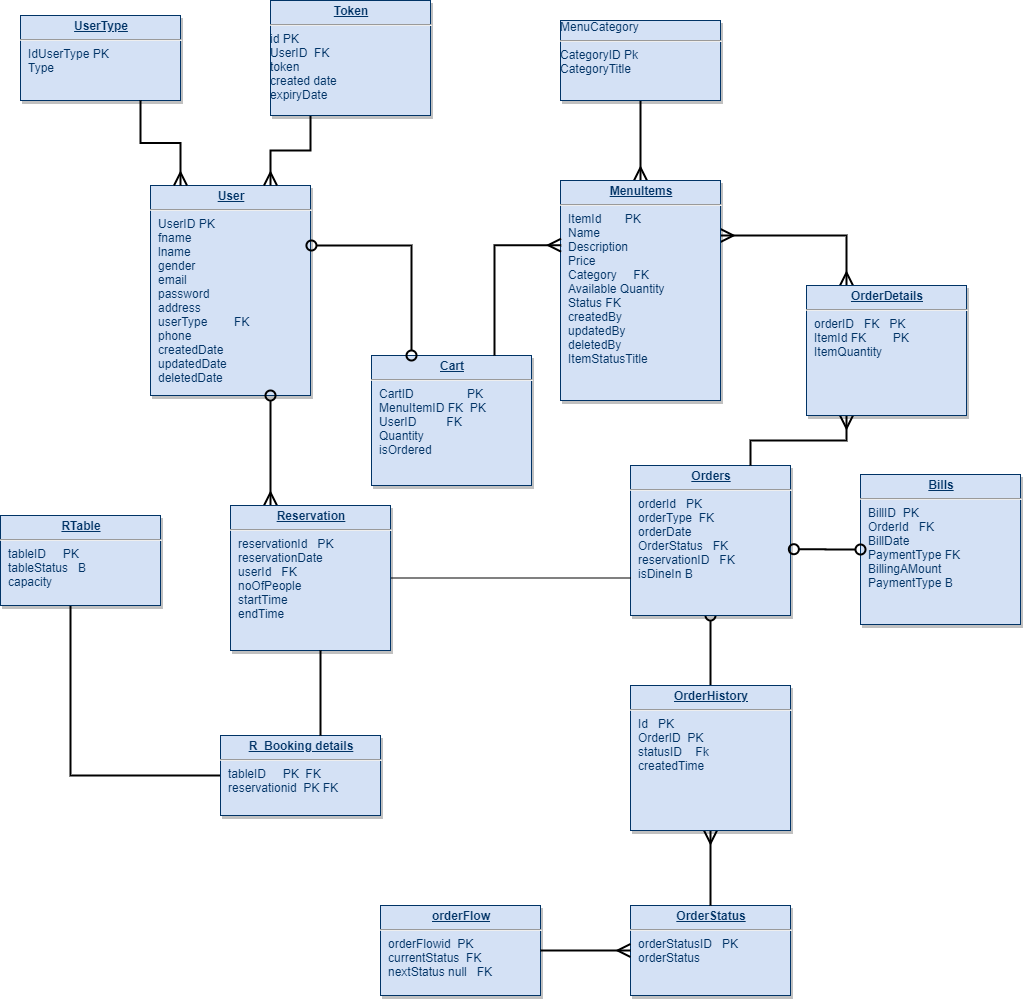 UserType
IdUserType PK
Type
Token
id PK
UserID FK
token
created date
expiryDate
MenuCategory
CategoryID Pk
CategoryTitle
User
UserID PK
fname
lname
gender
email
password
address
userType FK
phone
createdDate
updatedDate
deletedDate
MenuItems
ItemId PK
Name
Description
Price
Category FK
Available Quantity
Status FK
createdBy
updatedBy
deletedBy
ItemStatusTitle
OrderDetails
orderID FK PK
ItemId FK PK
ItemQuantity
Cart
CartID PK
MenuItemID FK PK
UserID FK
Quantity
isOrdered
Orders
orderId PK
orderType FK
orderDate
OrderStatus FK
reservationID FK
isDineIn B
Bills
BillID PK
OrderId FK
BillDate
PaymentType FK
BillingAMount
PaymentType B
RTable
tableID PK
tableStatus B
capacity
Reservation
reservationId PK
reservationDate
userId FK
noOfPeople
startTime
endTime
OrderHistory
Id PK
OrderID PK
statusID Fk
createdTime
R_Booking details
tableID PK FK
reservationid PK FK
orderFlow
orderFlowid PK
currentStatus FK
nextStatus null FK
OrderStatus
orderStatusID PK
orderStatus